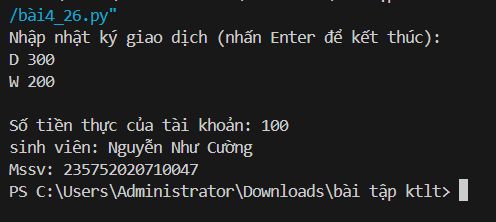 /bài4_26.py"
Nhập nhật ký giao dịch (nhấn Enter để kết thúc):
D 300
W 200
Số tiền thực của tài khoản: 100
sinh viên: Nguyễn Như Cường
Mssv: 235752020710047
PS C:\Users\Administrator\Downloads\bài tập ktlt>